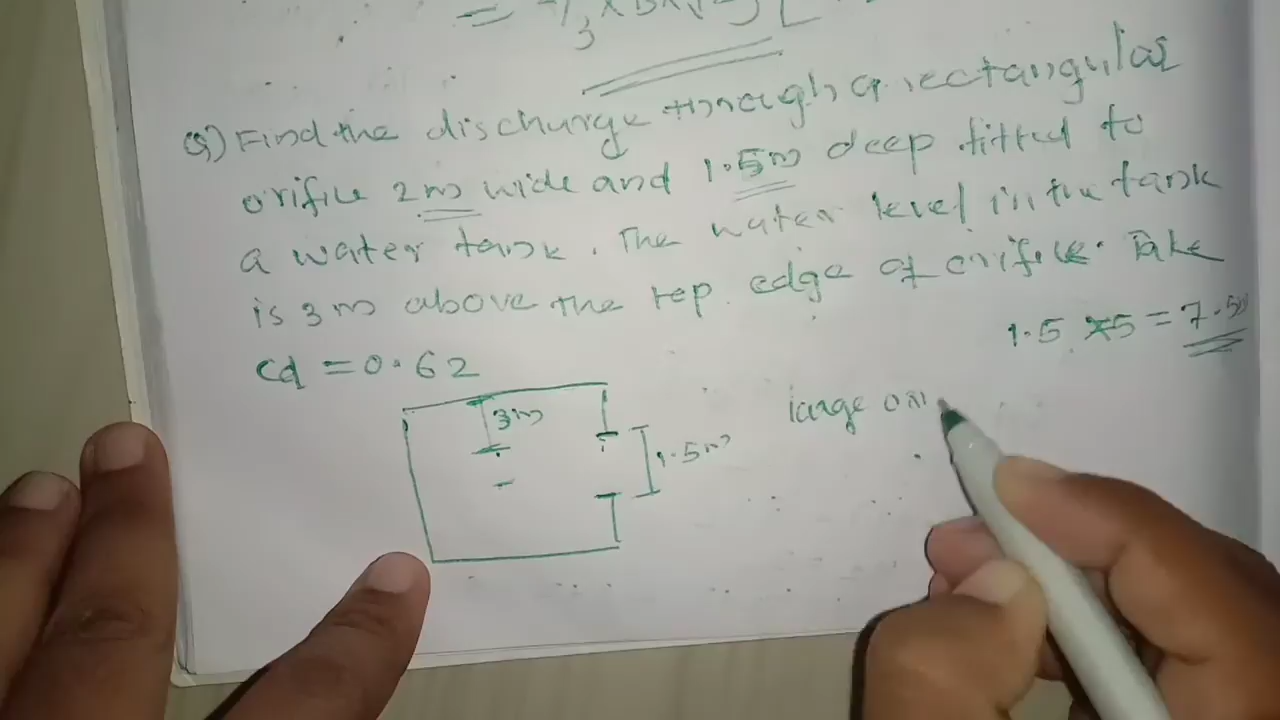 Q) Find the discharge through a rectangular
orifice 2m wide and 1.5m deep fitted to
a water tank. The water level in the tank
is 3m above the top edge of orifice. Take
cd = 0.62
1.5 x5 = 7.5m
3m
1.5m
large ori